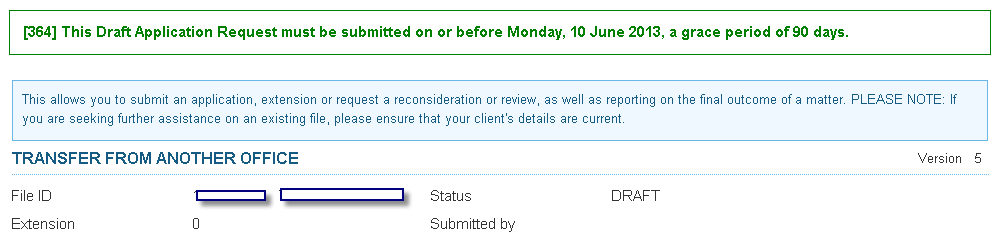 [364] This Draft Application Request must be submitted on or before Monday, 10 June 2013, a grace period of 90 days.
This allows you to submit an application, extension or request a reconsideration or review, as well as reporting on the final outcome of a matter. PLEASE NOTE: If
you are seeking further assistance on an existing file, please ensure that your client's details are current.
TRANSFER FROM ANOTHER OFFICE Version 5
File ID Status DRAFT
Extension 0 Submitted by